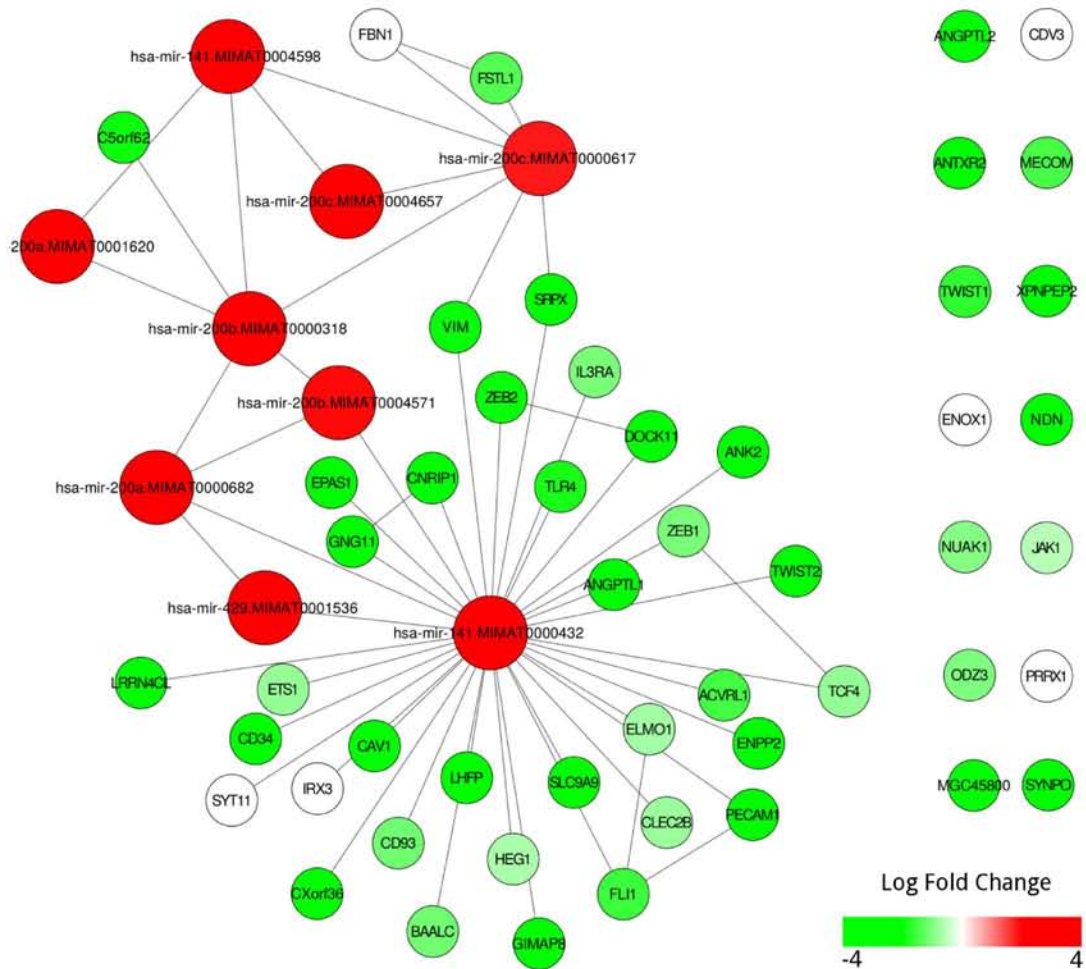 FBN1
ANGPTL2
CDV3
hsa-mir-141.MIMAT0004598
FSTL1
C5orf62
hsa-mir-200c.MIMAT0000617
ANTXR2
MECOM
hsa-mir-200c.MIMAT0004657
200a.MIMAT0001620
TWIST1
XPNPEP2
SRPX
hsa-mir-200b.MIMAT0000318
VIM
IL3RA
ZEB2
hsa-mir-200b.MIMAT0004571
ENOX1
NDN
DOCK11
ANK2
EPAS1
CNRIP1
TLR4
hsa-mir-200a.MIMAT0000682
ZEB1
GNG11
NUAK1
JAK1
TWIST2
ANGPTL1
hsa-mir-429.MIMAT0001536
hsa-mir-141.MIMAT0000432
LRRN4CL
ETS1
ACVRL1
TCF4
ODZ3
PRRX1
CD34
CAV1
ELMO1
ENPP2
LHFP
SLC9A9
MGC45800
SYNPO
SYT11
IRX3
CLEC2B
PECAM1
CD93
HEG1
CXorf36
FLI1
Log Fold Change
BAALC
GIMAP8
-4
4